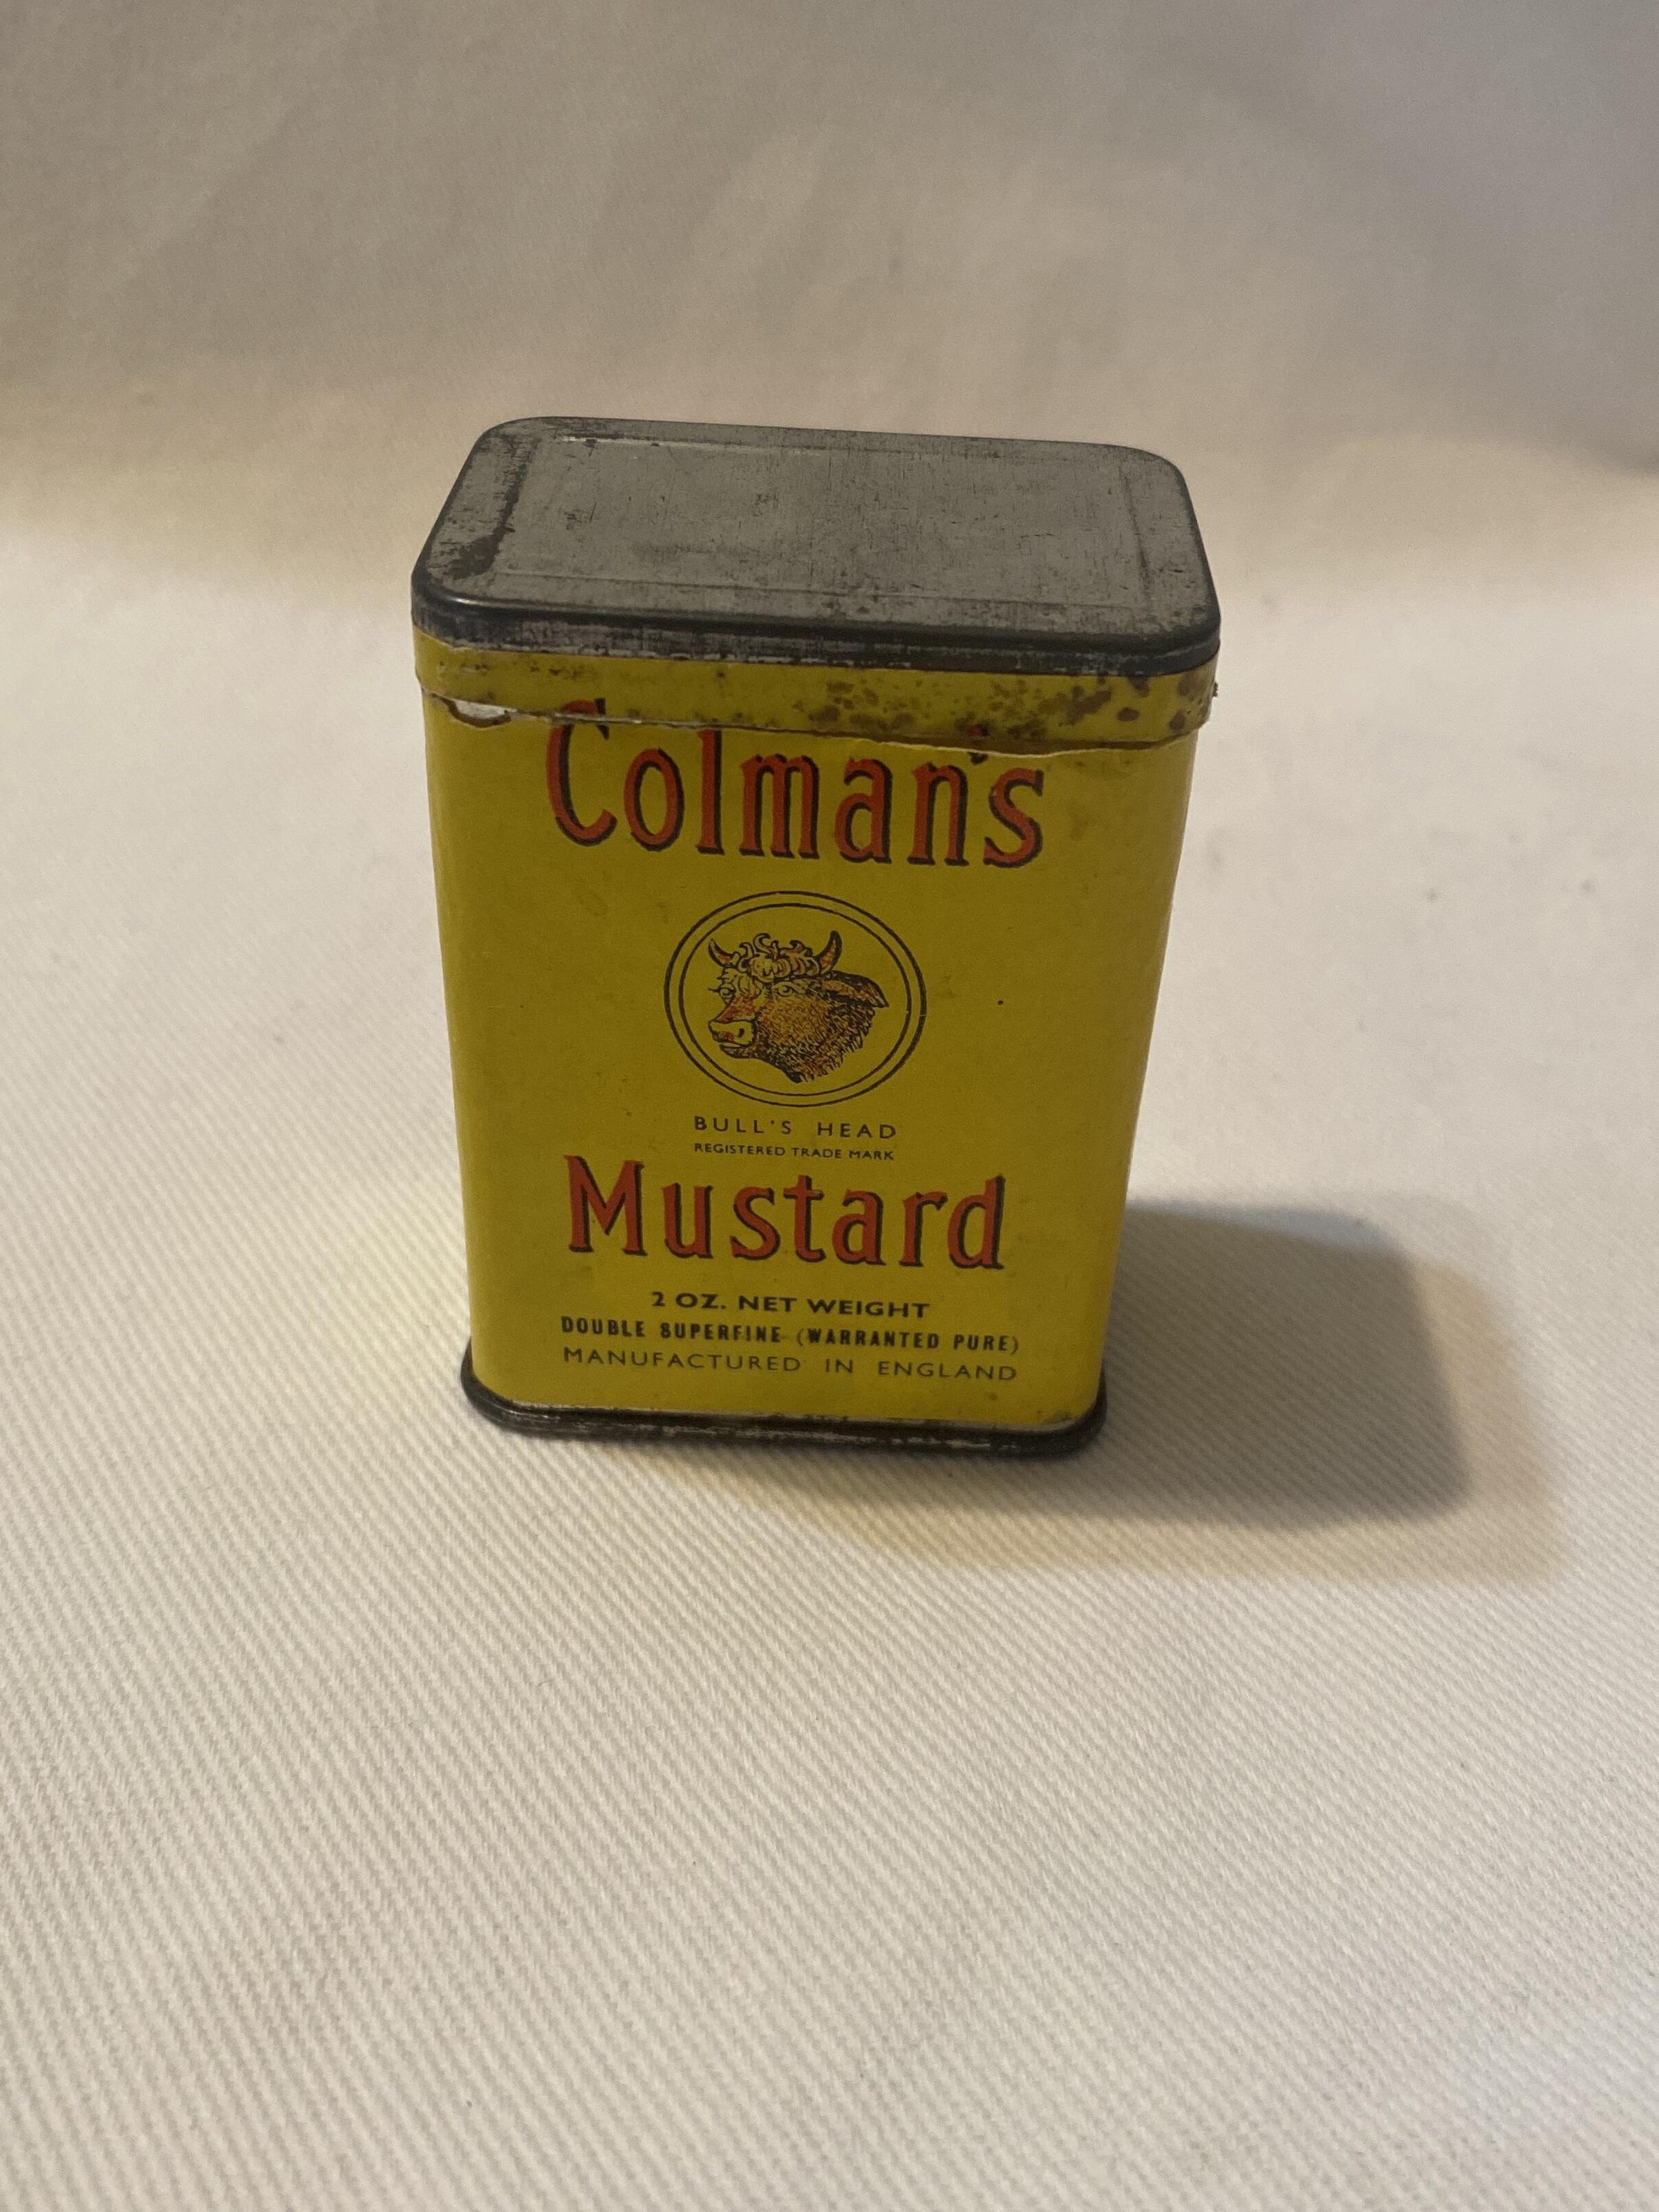 Colman's
BULL'S HEAD
REGISTERED TRADE MARK
Mustard
2 OZ. NET WEIGHT
DOUBLE SUPERFINE (WARRANTED PURE)
MANUFACTURED IN ENGLAND